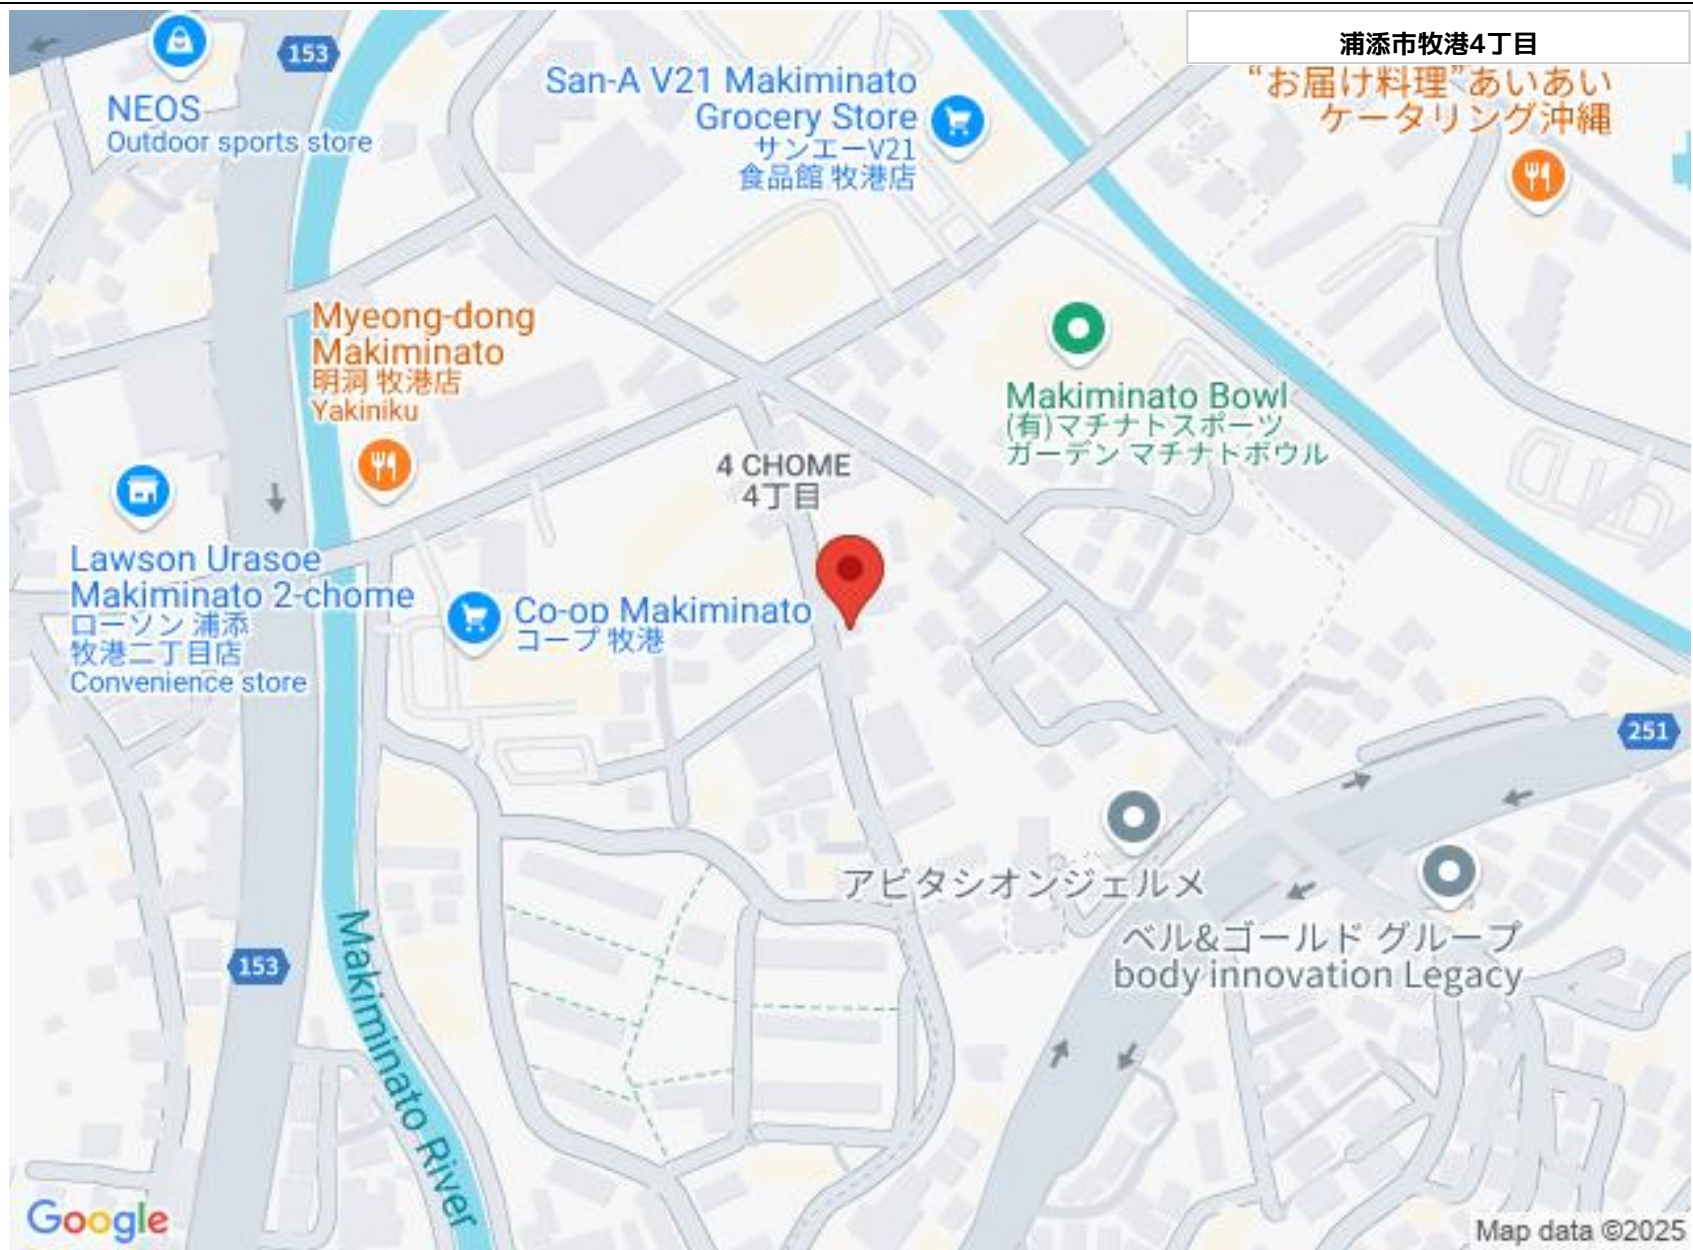 浦添市牧港4丁目
153
NEOS
Outdoor sports store
San-A V21 Makiminato
Grocery Store
サンエーV21
食品館 牧港店
“お届け料理”あいあい
ケータリング沖縄
Myeong-dong
Makiminato
明洞 牧港店
Yakiniku
Makiminato Bowl
(有)マチナトスポーツ
ガーデン マチナトボウル
4 CHOME
4丁目
Lawson Urasoe
Makiminato 2-chome
ローソン 浦添
牧港二丁目店
Convenience store
Co-op Makiminato
コープ 牧港
251
アビタシオンジェルメ
ベル&ゴールド グループ
body innovation Legacy
153
Makiminato River
Google
Map data ©2025